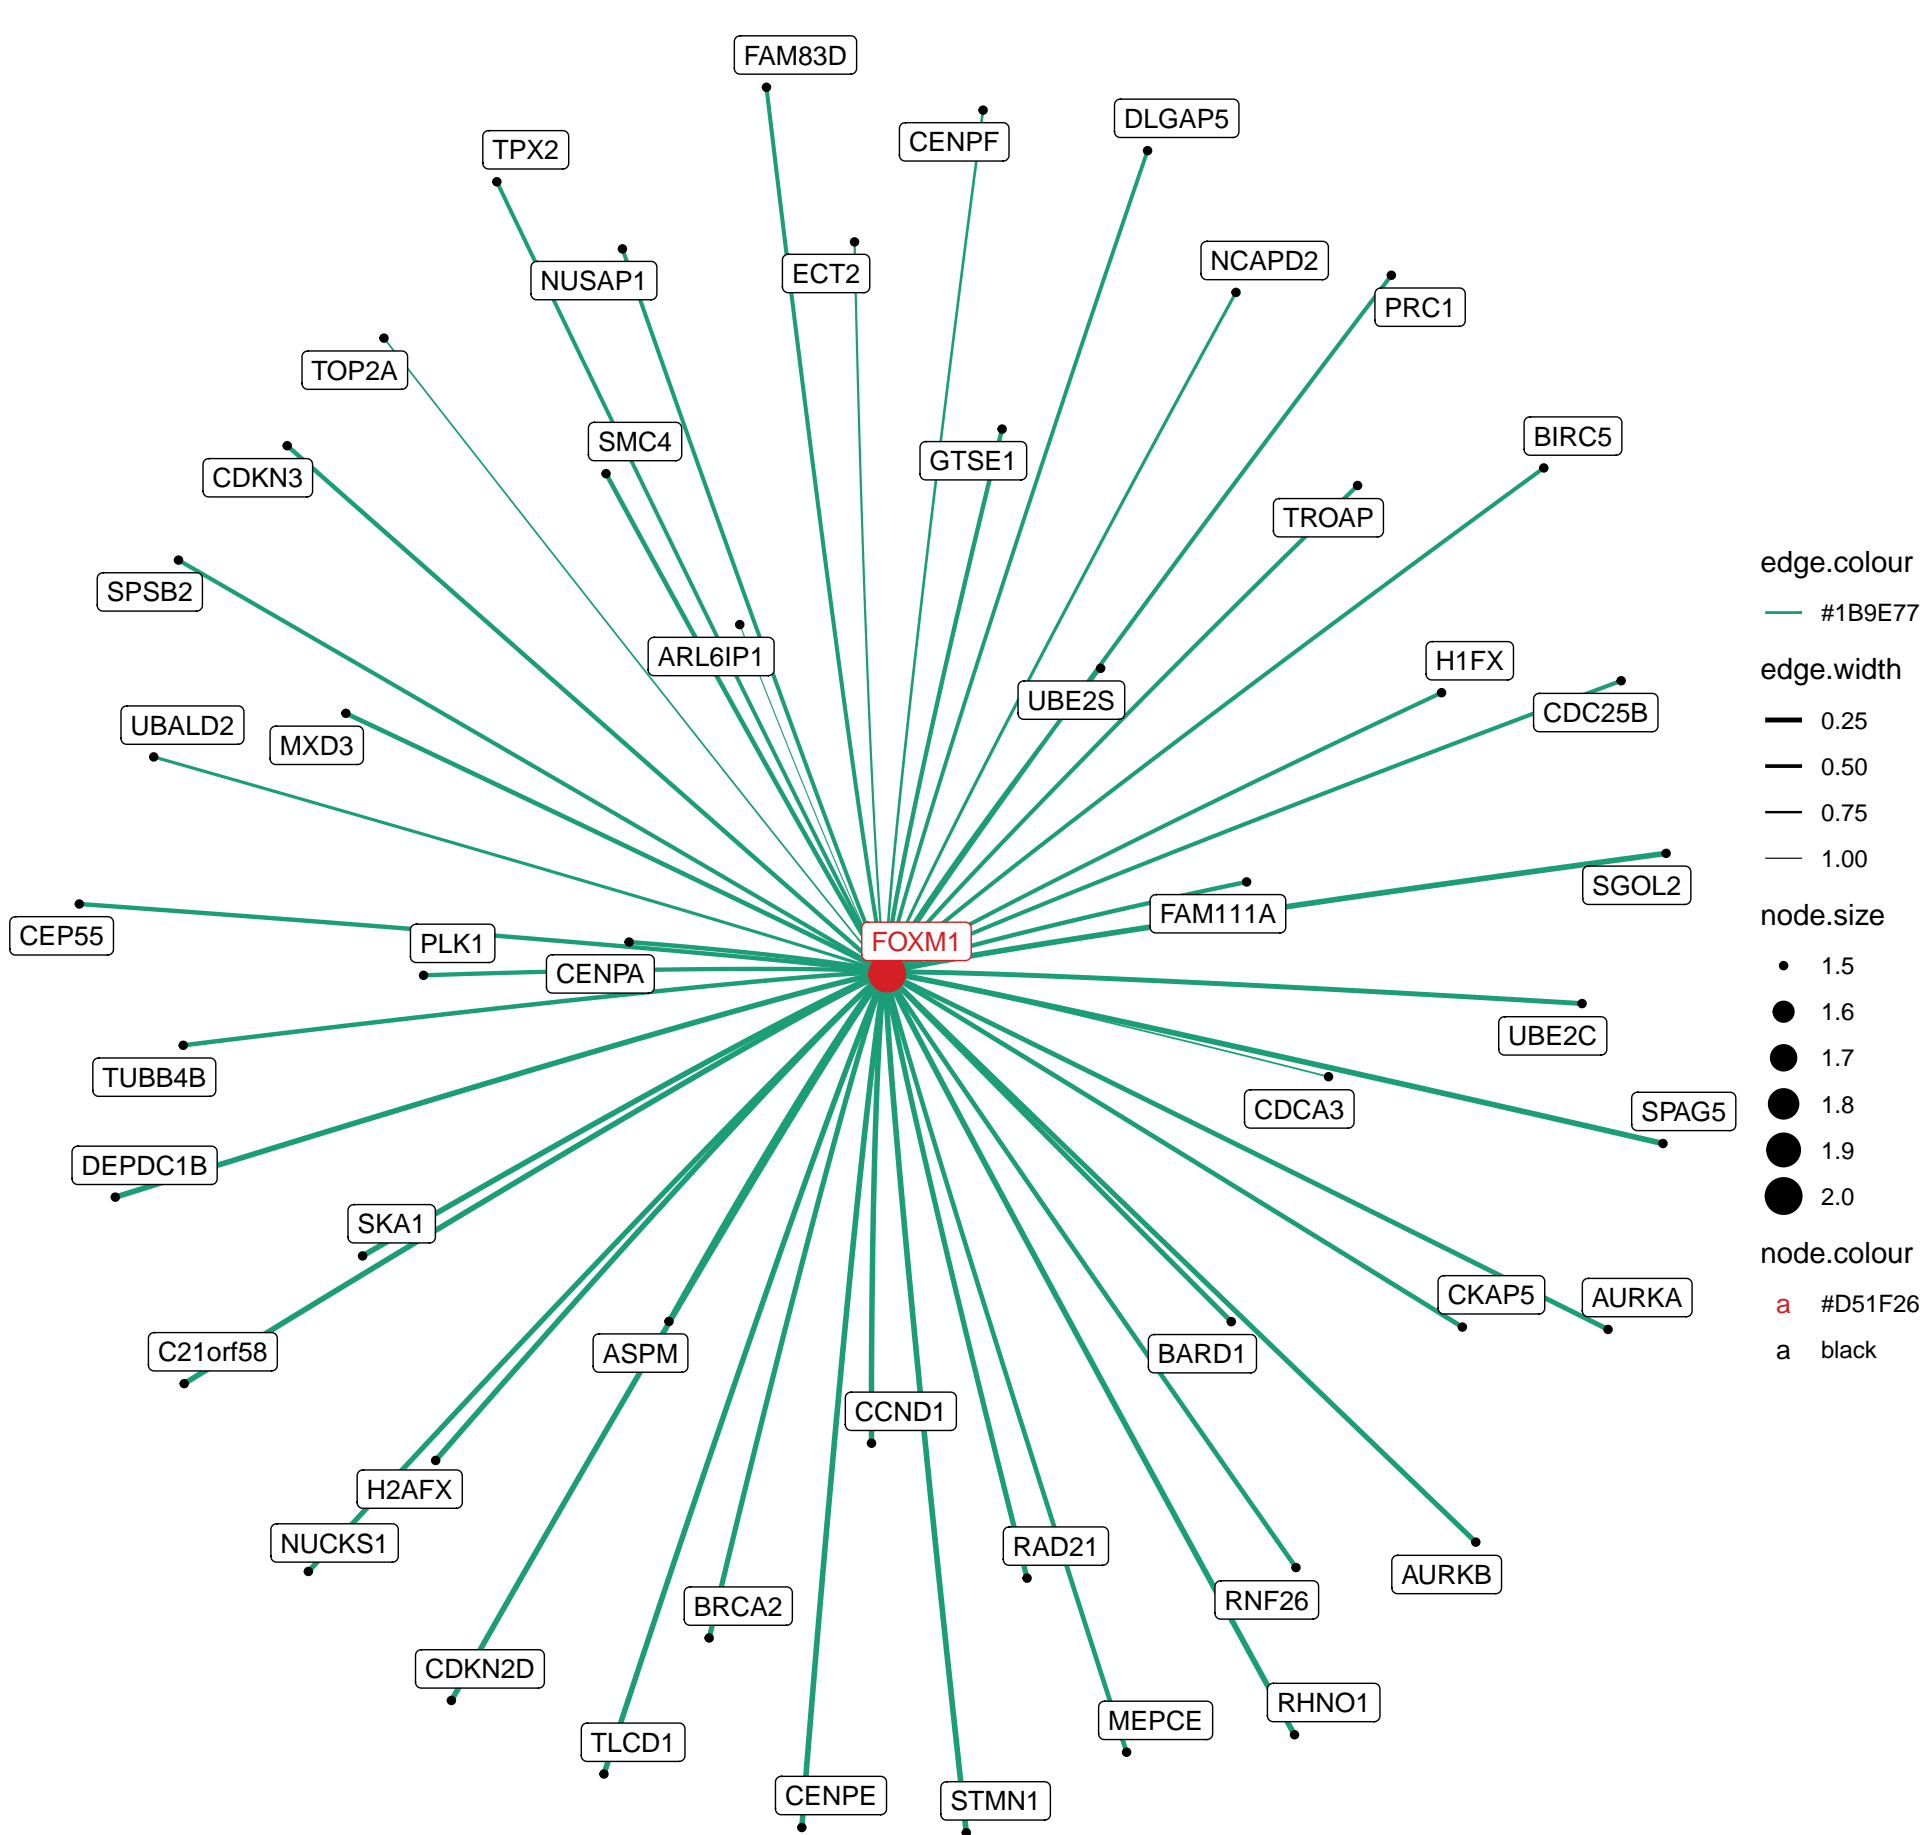 FAM83D
CENPF
DLGAP5
TPX2
NUSAP1
ECT2
NCAPD2
PRC1
TOP2A
SMC4
GTSE1
BIRC5
CDKN3
TROAP
SPSB2
ARL6IP1
H1FX
UBE2S
CDC25B
UBALD2
MXD3
SGOL2
FAM111A
CEP55
PLK1
FOXM1
CENPA
UBE2C
TUBB4B
CDCA3
SPAG5
DEPDC1B
SKA1
CKAP5
AURKA
C21orf58
ASPM
BARD1
CCND1
H2AFX
NUCKS1
RAD21
AURKB
BRCA2
RNF26
CDKN2D
RHNO1
MEPCE
TLCD1
CENPE
STMN1
edge.colour
#1B9E77
edge.width
0.25
0.50
0.75
1.00
node.size
1.5
1.6
1.7
1.8
1.9
2.0
node.colour
a #D51F26
a black